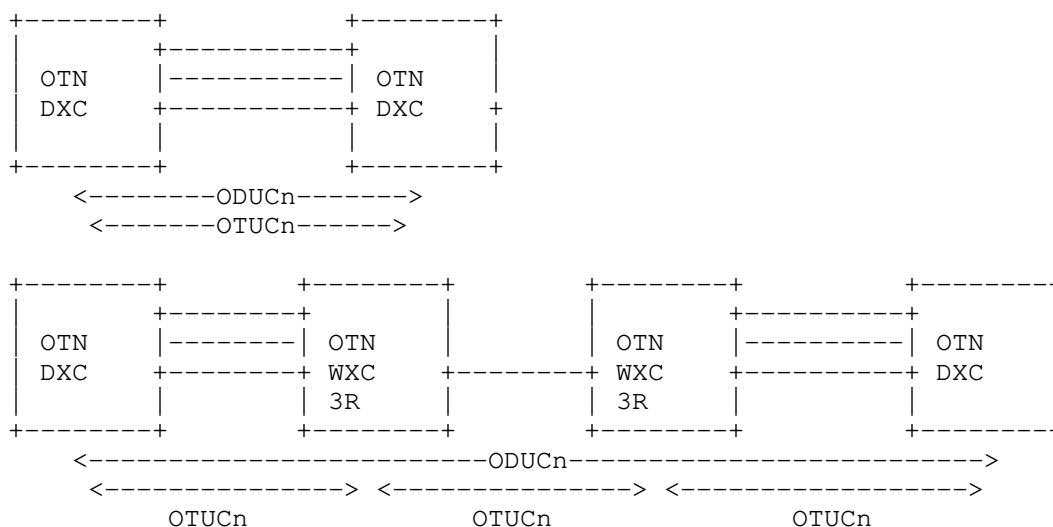 +--------+           +--------+
|        +-----------+        |
| OTN    |-----------| OTN    |
| DXC    +-----------+ DXC    +
|        |           |        |
+--------+           +--------+
<--------ODUCn------->
<-------OTUCn------>
+--------+        +--------+        +--------+          +--------
|        +--------+        |        |        +----------+
| OTN    |--------| OTN    |        | OTN    |----------| OTN
| DXC    +--------+ WXC    +--------+ WXC    +----------+ DXC
|        |        | 3R     |        | 3R     |          |
+--------+        +--------+        +--------+          +--------
<-------------------------ODUCn-------------------------->
<---------------> <---------------> <------------------>
OTUCn OTUCn OTUCn